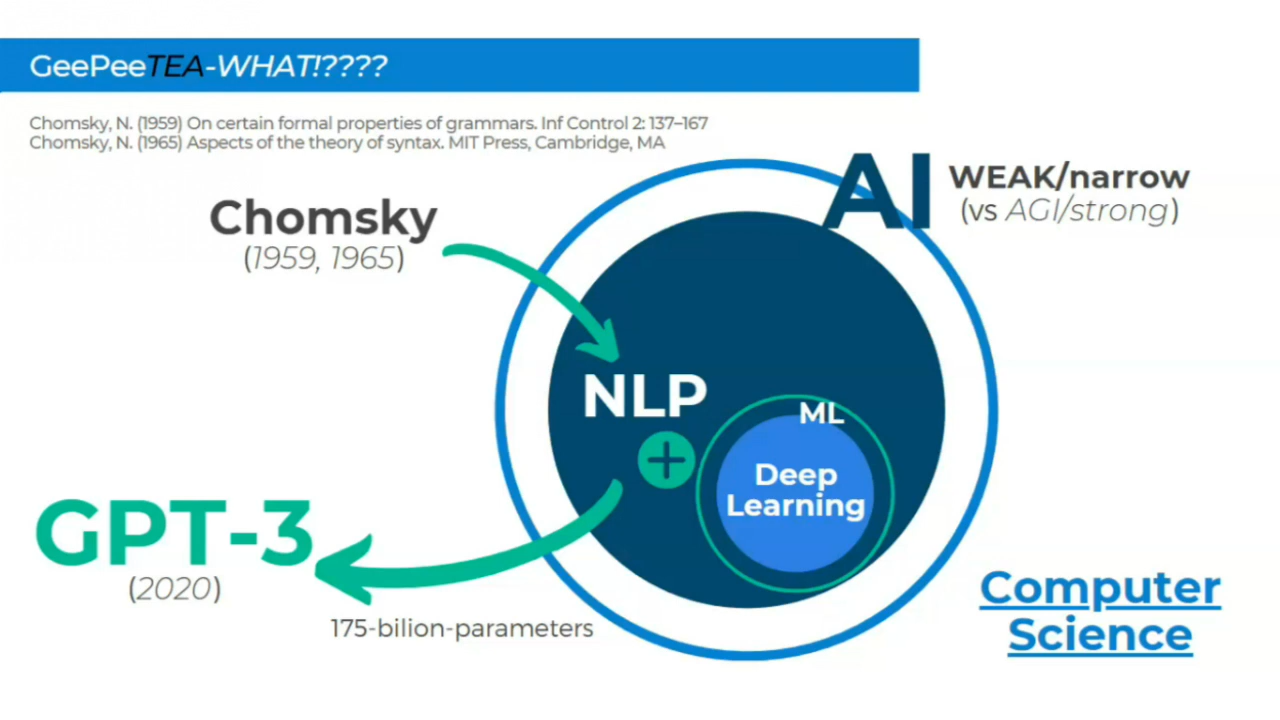 GeePeeTEA-WHAT!????
Chomsky, N. (1959) On certain formal properties of grammars. Inf Control 2: 137–167
Chomsky, N. (1965) Aspects of the theory of syntax. MIT Press, Cambridge, MA
AI
WEAK/narrow
(vs AGI/strong)
Chomsky
(1959, 1965)
NLP
ML
Deep
Learning
GPT-3
(2020)
175-bilion-parameters
Computer
Science